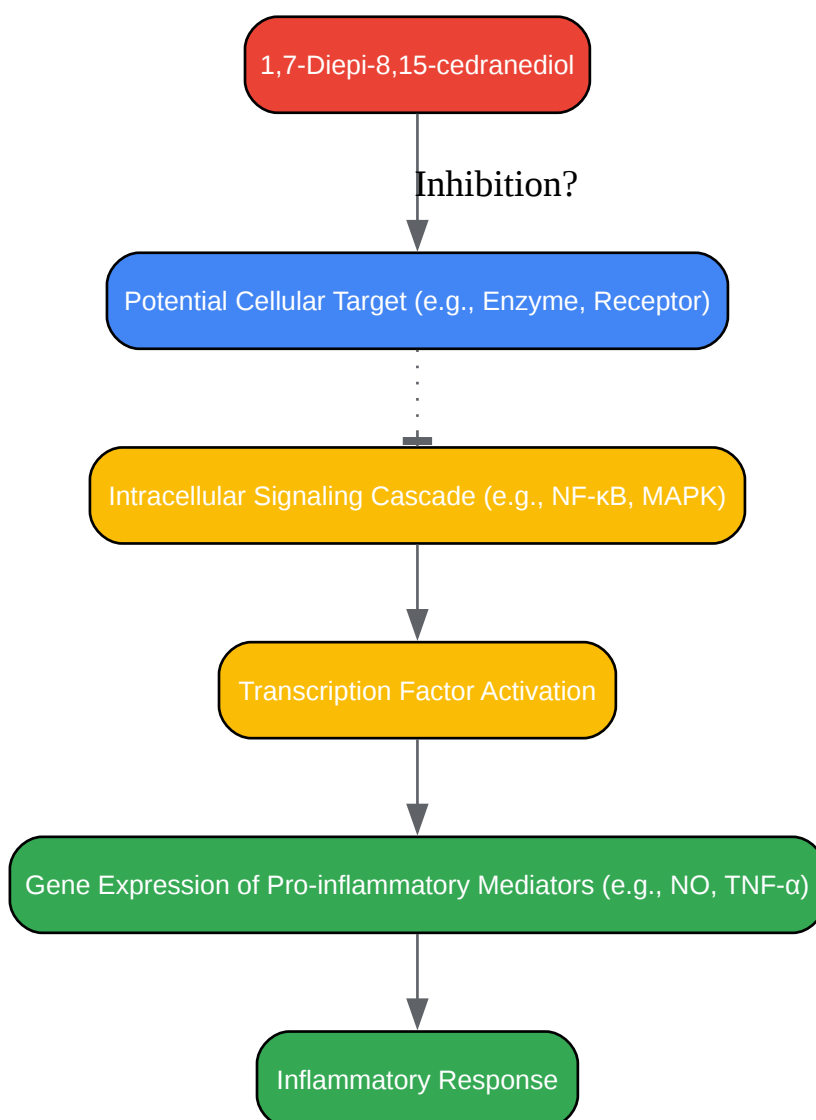 1,7-Diepi-8,15-cedranediol
Inhibition?
Potential Cellular Target (e.g., Enzyme, Receptor)
Intracellular Signaling Cascade (e.g., NF-κB, MAPK)
Transcription Factor Activation
Gene Expression of Pro-inflammatory Mediators (e.g., NO, TNF-α)
Inflammatory Response